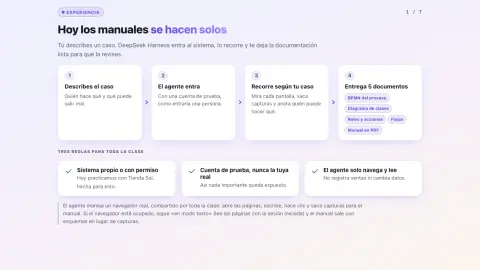 EXPERIENCIA
1 / 7
Hoy los manuales se hacen solos
Tú describes un caso. DeepSeek Harness entra al sistema, lo recorre y te deja la documentación
lista para que la revises.
1
Describes el caso
Quién hace qué y qué puede
salir mal.
2
El agente entra
Con una cuenta de prueba,
como entraría una persona.
3
Recorre según tu caso
Mira cada pantalla, saca
capturas y anota quién puede
hacer qué.
4
Entrega 5 documentos
BPMN del proceso
Diagrama de clases
Roles y acciones
Flujos
Manual en PDF
TRES REGLAS PARA TODA LA CLASE
Sistema propio o con permiso
Hoy practicamos con Tienda Sol,
hecha para esto.
Cuenta de prueba, nunca la tuya
real
Así nada importante queda expuesto.
El agente solo navega y lee
No registra ventas ni cambia datos.
El agente maneja un navegador real, compartido por toda la clase: abre las páginas, escribe, hace clic y saca capturas para el
manual. Si el navegador está ocupado, sigue «en modo texto» (lee las páginas con la sesión iniciada) y el manual sale con
esquemas en lugar de capturas.